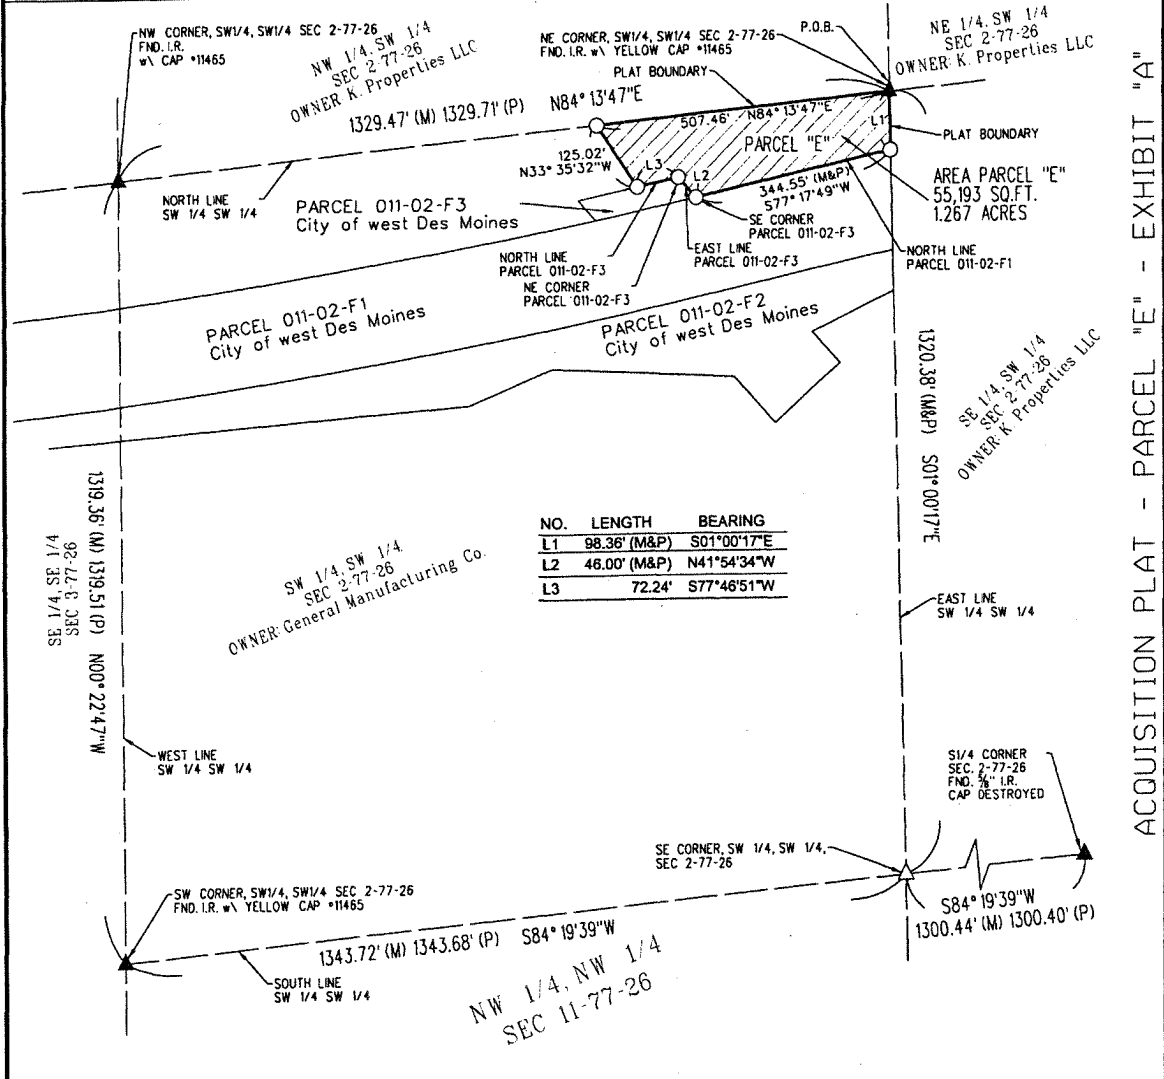 NW CORNER, SW1/4, SW1/4 SEC 2-77-26
FND. I.R.
w\ CAP #11465
NW 1/4, SW 1/4
SEC 2-77-26
OWNER: K. Properties LLC
NE CORNER, SW1/4, SW1/4 SEC 2-77-26
FND. I.R. w\ YELLOW CAP #11465
P.O.B.
NE 1/4, SW 1/4
SEC 2-77-26
OWNER: K. Properties LLC
PLAT BOUNDARY
1329.47' (M) 1329.71' (P) N84° 13'47"E
507.46' N84° 13'47"E
L1
PLAT BOUNDARY
PARCEL "E"
125.02'
N33° 35'32"W
L3
L2
344.55' (M&P)
S77° 17'49"W
AREA PARCEL "E"
55,193 SQ.FT.
1.267 ACRES
NORTH LINE
SW 1/4 SW 1/4
PARCEL 011-02-F3
City of west Des Moines
SE CORNER
PARCEL 011-02-F3
NORTH LINE
PARCEL 011-02-F3
EAST LINE
PARCEL 011-02-F3
NORTH LINE
PARCEL 011-02-F1
NE CORNER
PARCEL 011-02-F3
PARCEL 011-02-F1
City of west Des Moines
PARCEL 011-02-F2
City of west Des Moines
1320.38' (M&P) S01° 00'17"E
SE 1/4, SW 1/4
SEC 2-77-26
OWNER: K Properties LLC
SE 1/4, SE 1/4
SEC 3-77-26
1319.36' (M) 1319.51 (P) N00° 22'47"W
SW 1/4, SW 1/4,
SEC 2-77-26
OWNER: General Manufacturing Co.
NO. LENGTH BEARING
L1 98.36' (M&P) S01°00'17"E
L2 46.00' (M&P) N41°54'34"W
L3 72.24' S77°46'51"W
EAST LINE
SW 1/4 SW 1/4
WEST LINE
SW 1/4 SW 1/4
S1/4 CORNER
SEC. 2-77-26
FND. 5/8" I.R.
CAP DESTROYED
SE CORNER, SW 1/4, SW 1/4,
SEC 2-77-26
SW CORNER, SW1/4, SW1/4 SEC 2-77-26
FND. I.R. w\ YELLOW CAP #11465
1343.72' (M) 1343.68' (P) S84° 19'39"W
S84° 19'39"W
1300.44' (M) 1300.40' (P)
SOUTH LINE
SW 1/4 SW 1/4
NW 1/4, NW 1/4
SEC 11-77-26
ACQUISITION PLAT - PARCEL "E" - EXHIBIT "A"